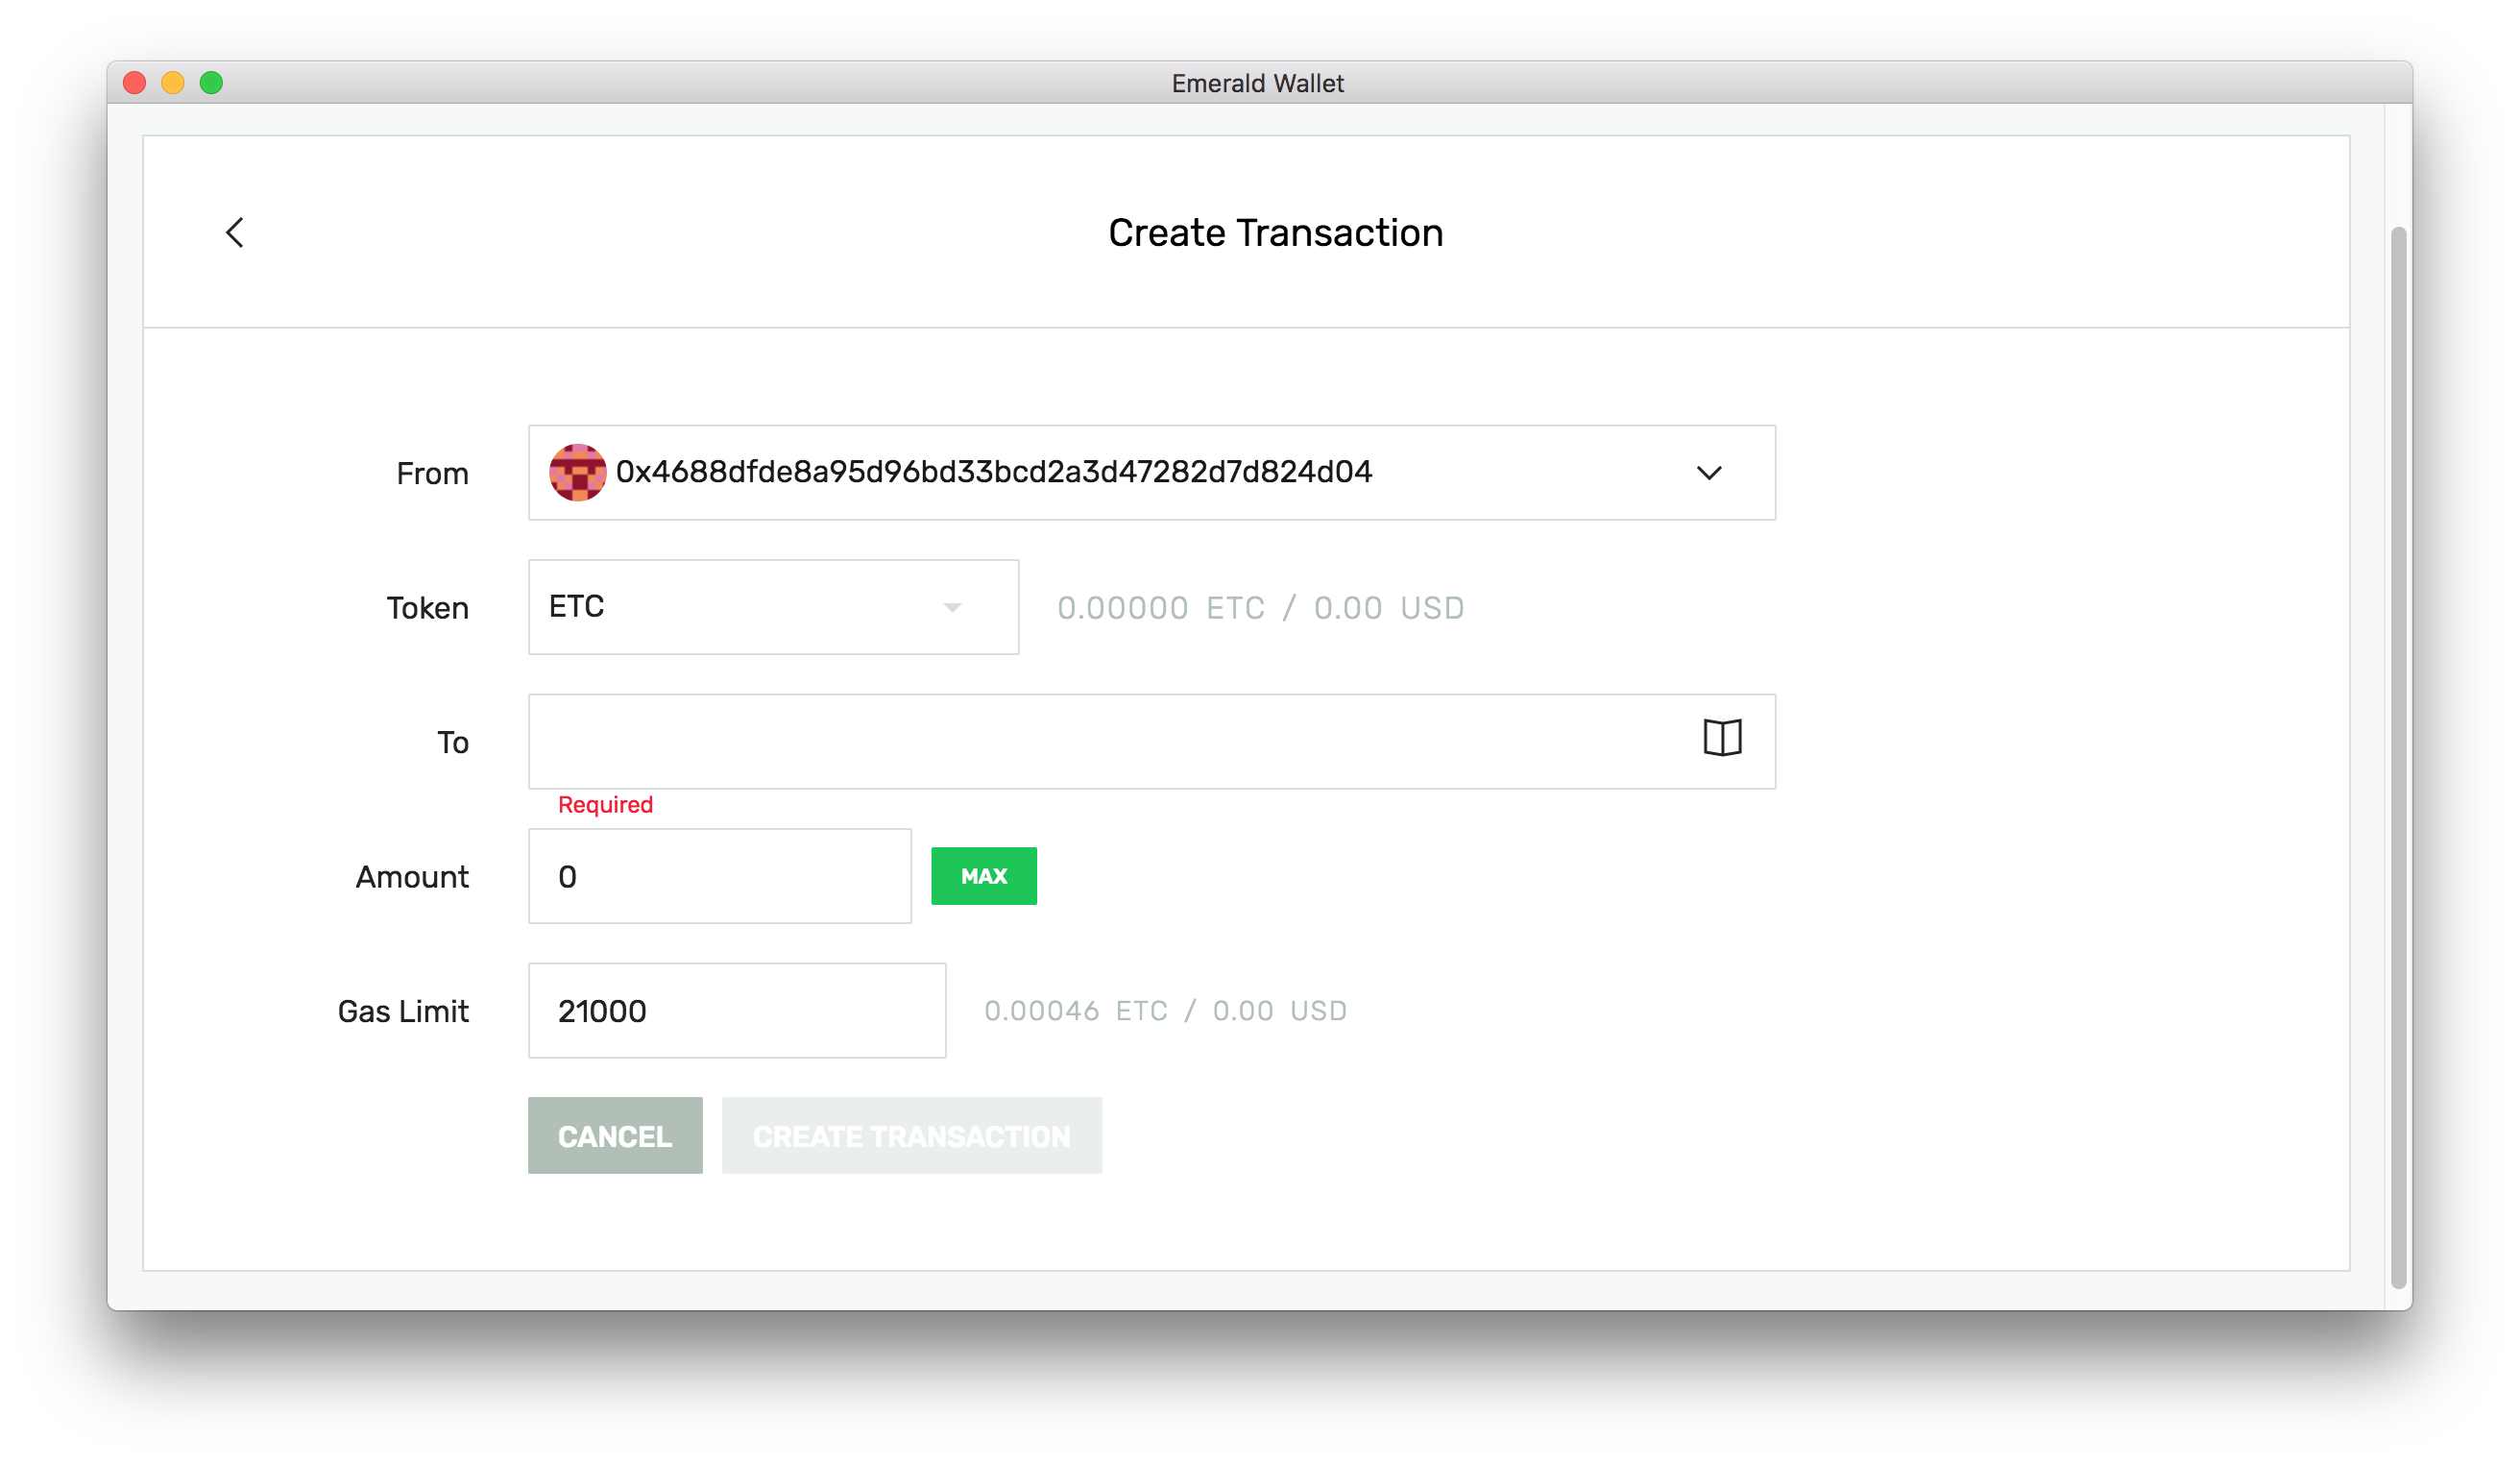 Emerald Wallet
Create Transaction
From 0x4688dfde8a95d96bd33bcd2a3d47282d7d824d04
Token ETC 0.00000 ETC / 0.00 USD
To
Required
Amount 0 MAX
Gas Limit 21000 0.00046 ETC / 0.00 USD
CANCEL CREATE TRANSACTION